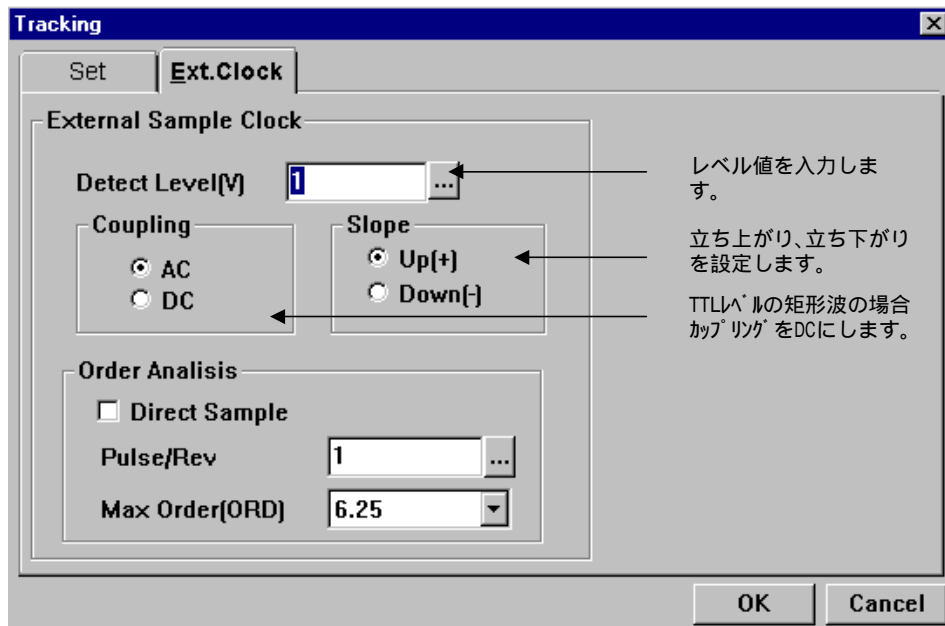 Tracking
Set
Ext.Clock
External Sample Clock
Detect Level(V)
1
...
レベル値を入力しま
す。
Coupling
AC
DC
Slope
Up(+)
Down(-)
立ち上がり、立ち下がり
を設定します。
TTLﾚﾍﾞﾙの矩形波の場合
ｶｯﾌﾟﾘﾝｸﾞをDCにします。
Order Analisis
Direct Sample
Pulse/Rev
1
...
Max Order(ORD)
6.25
OK
Cancel